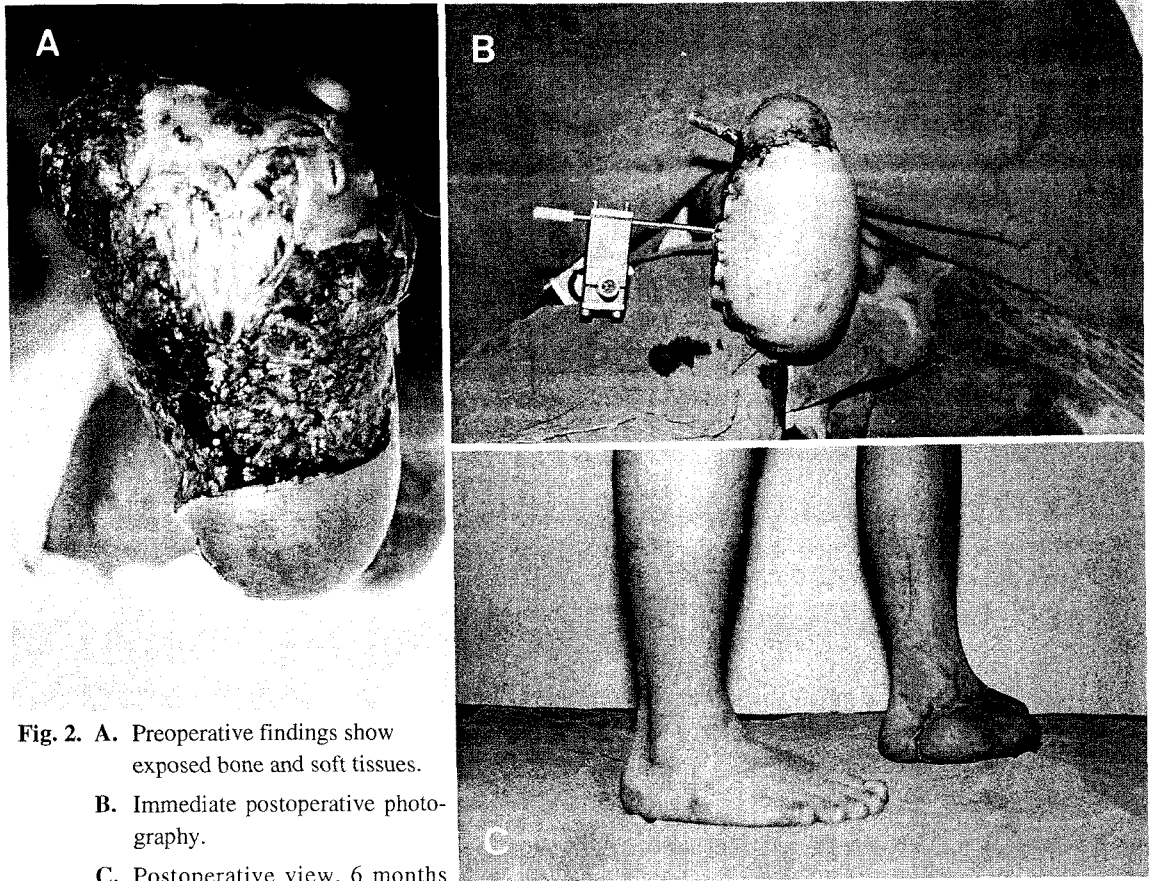 A
B
C
Fig. 2. A. Preoperative findings show
exposed bone and soft tissues.
B. Immediate postoperative photo-
graphy.
C. Postoperative view, 6 months